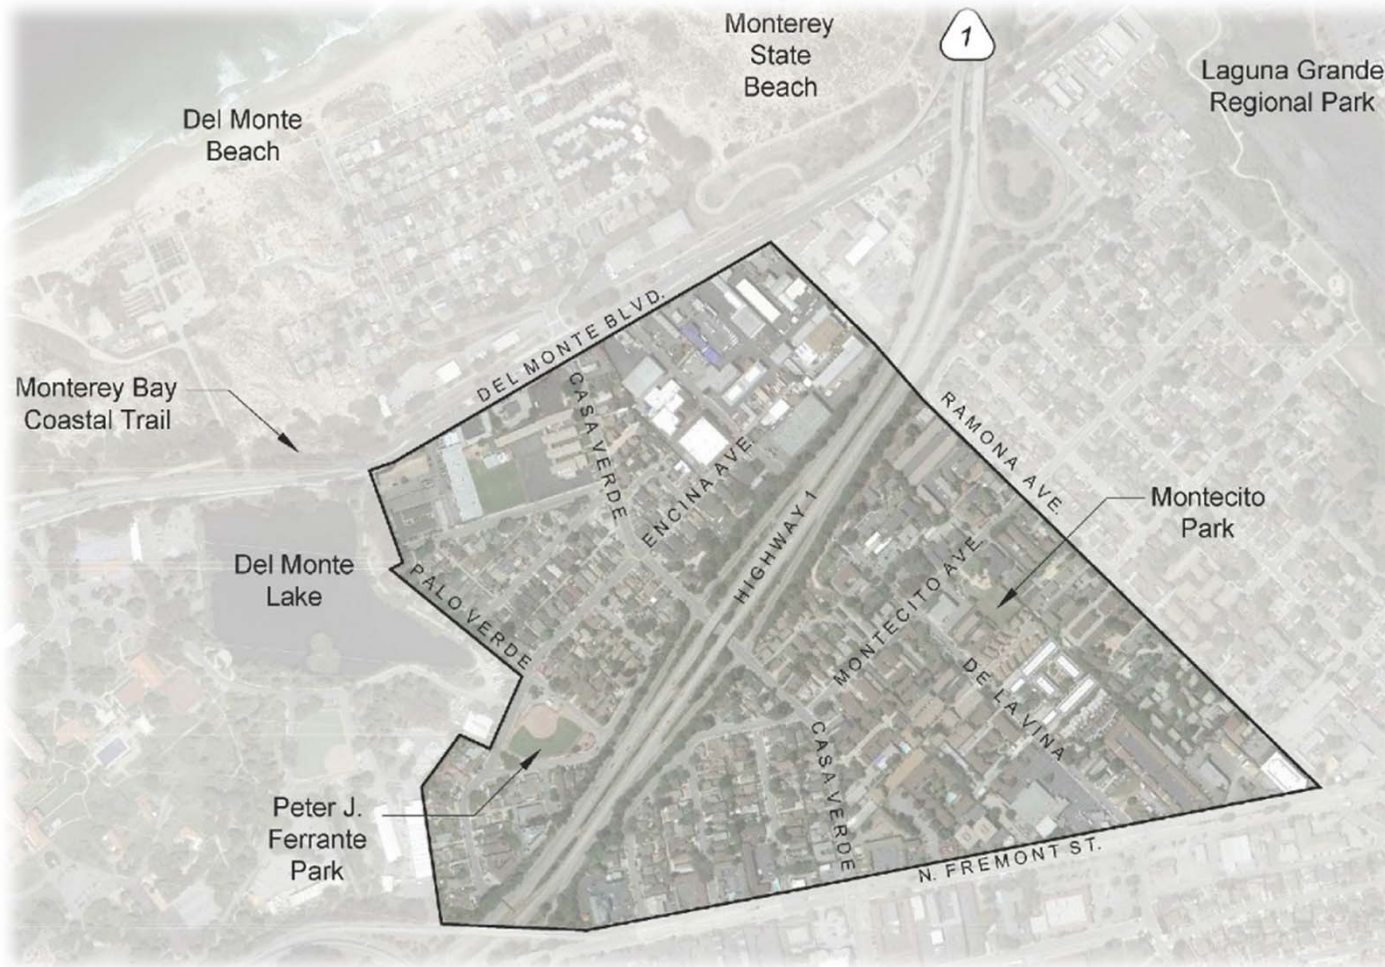 Monterey
State
Beach
1
Laguna Grande
Regional Park
Del Monte
Beach
DEL MONTE BLVD.
Monterey Bay
Coastal Trail
CASA VERDE
RAMONA AVE.
ENCINA AVE.
HIGHWAY 1
Montecito
Park
Del Monte
Lake
PALO VERDE
MONTECITO AVE.
DE LA VINA
CASA VERDE
Peter J.
Ferrante
Park
N. FREMONT ST.